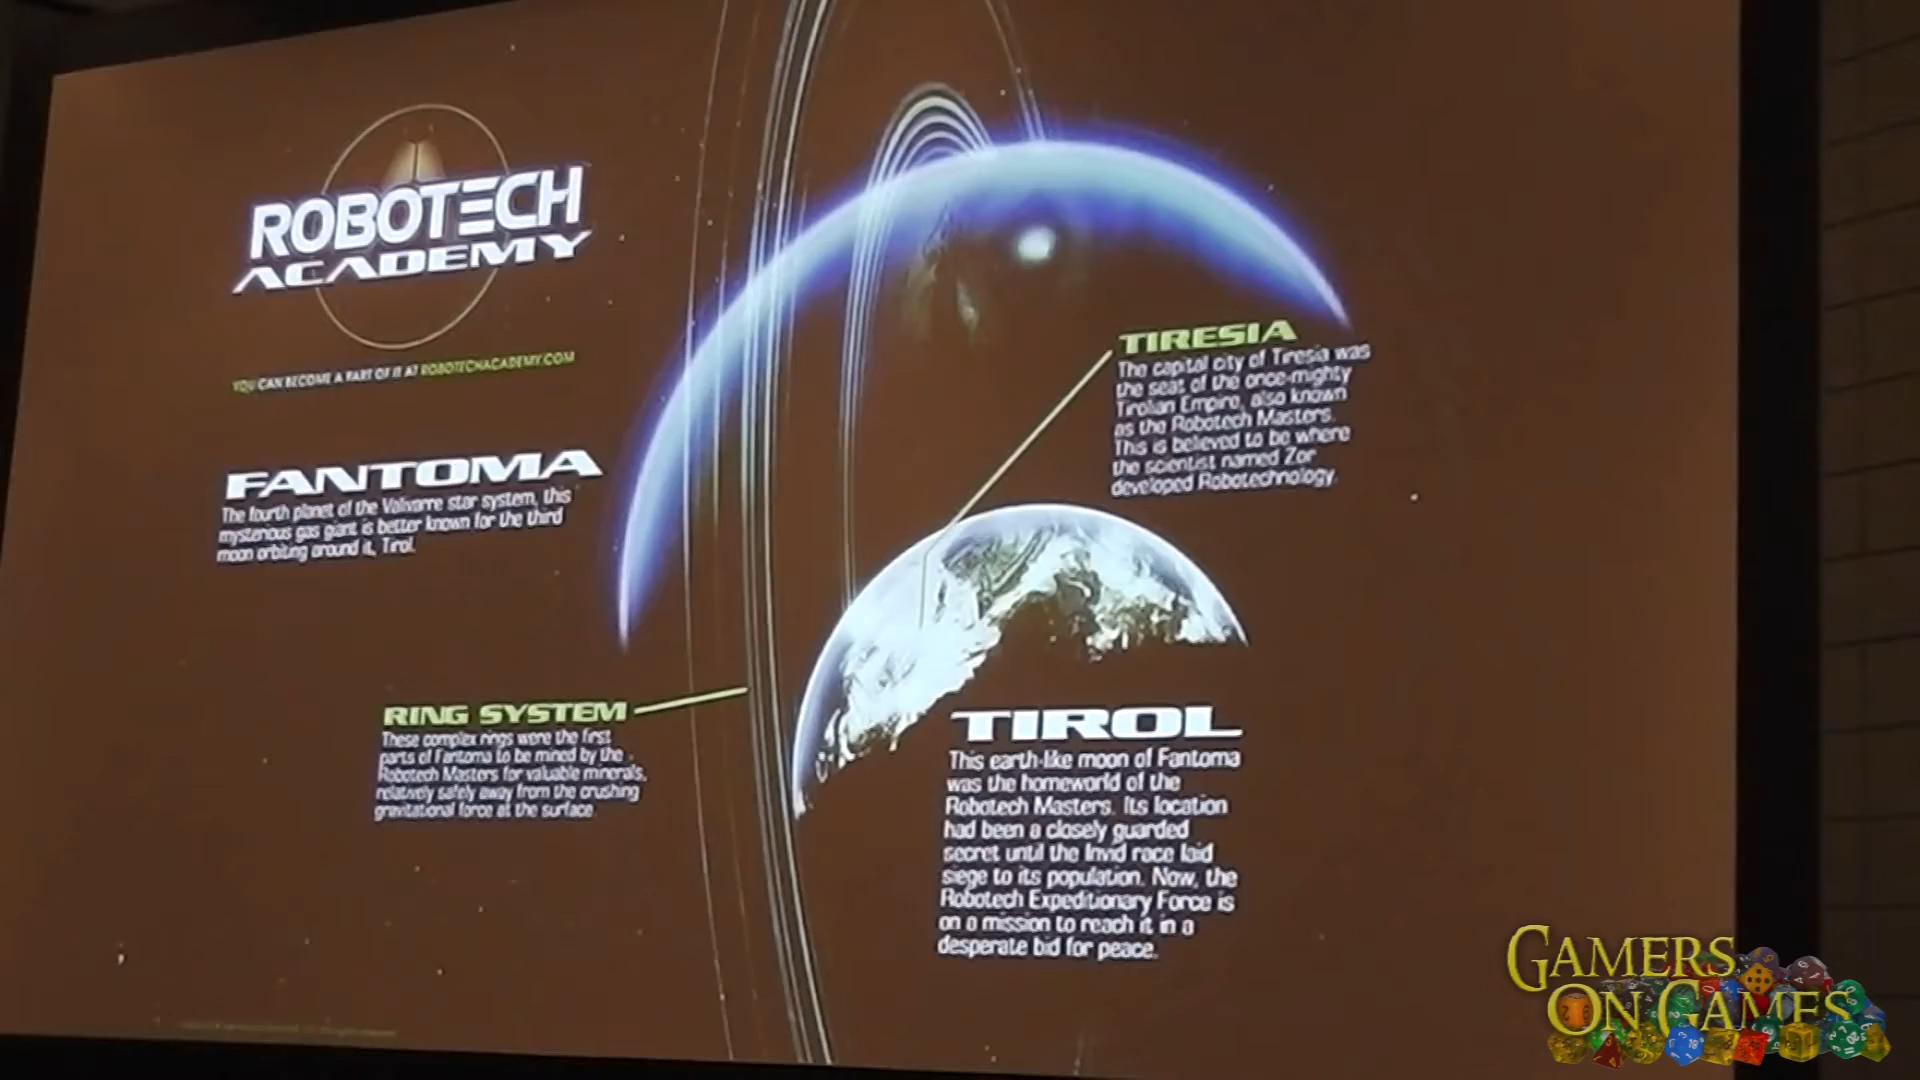 ROBOTECH
ACADEMY
YOU CAN BECOME A PART OF IT AT ROBOTECHACADEMY.COM
FANTOMA
The fourth planet of the Valivarre star system, this
mysterious gas giant is better known for the third
moon orbiting around it, Tirol.
TIRESIA
The capital city of Tiresia was
the seat of the once-mighty
Tirolian Empire, also known
as the Robotech Masters.
This is believed to be where
the scientist named Zor
developed Robotechnology.
RING SYSTEM
These complex rings were the first
parts of Fantoma to be mined by the
Robotech Masters for valuable minerals,
relatively safely away from the crushing
gravitational force at the surface
TIROL
This earth-like moon of Fantoma
was the homeworld of the
Robotech Masters. Its location
had been a closely guarded
secret until the Invid race laid
siege to its population. Now, the
Robotech Expeditionary Force is
on a mission to reach it in a
desperate bid for peace.
GAMERS
ON GAMES